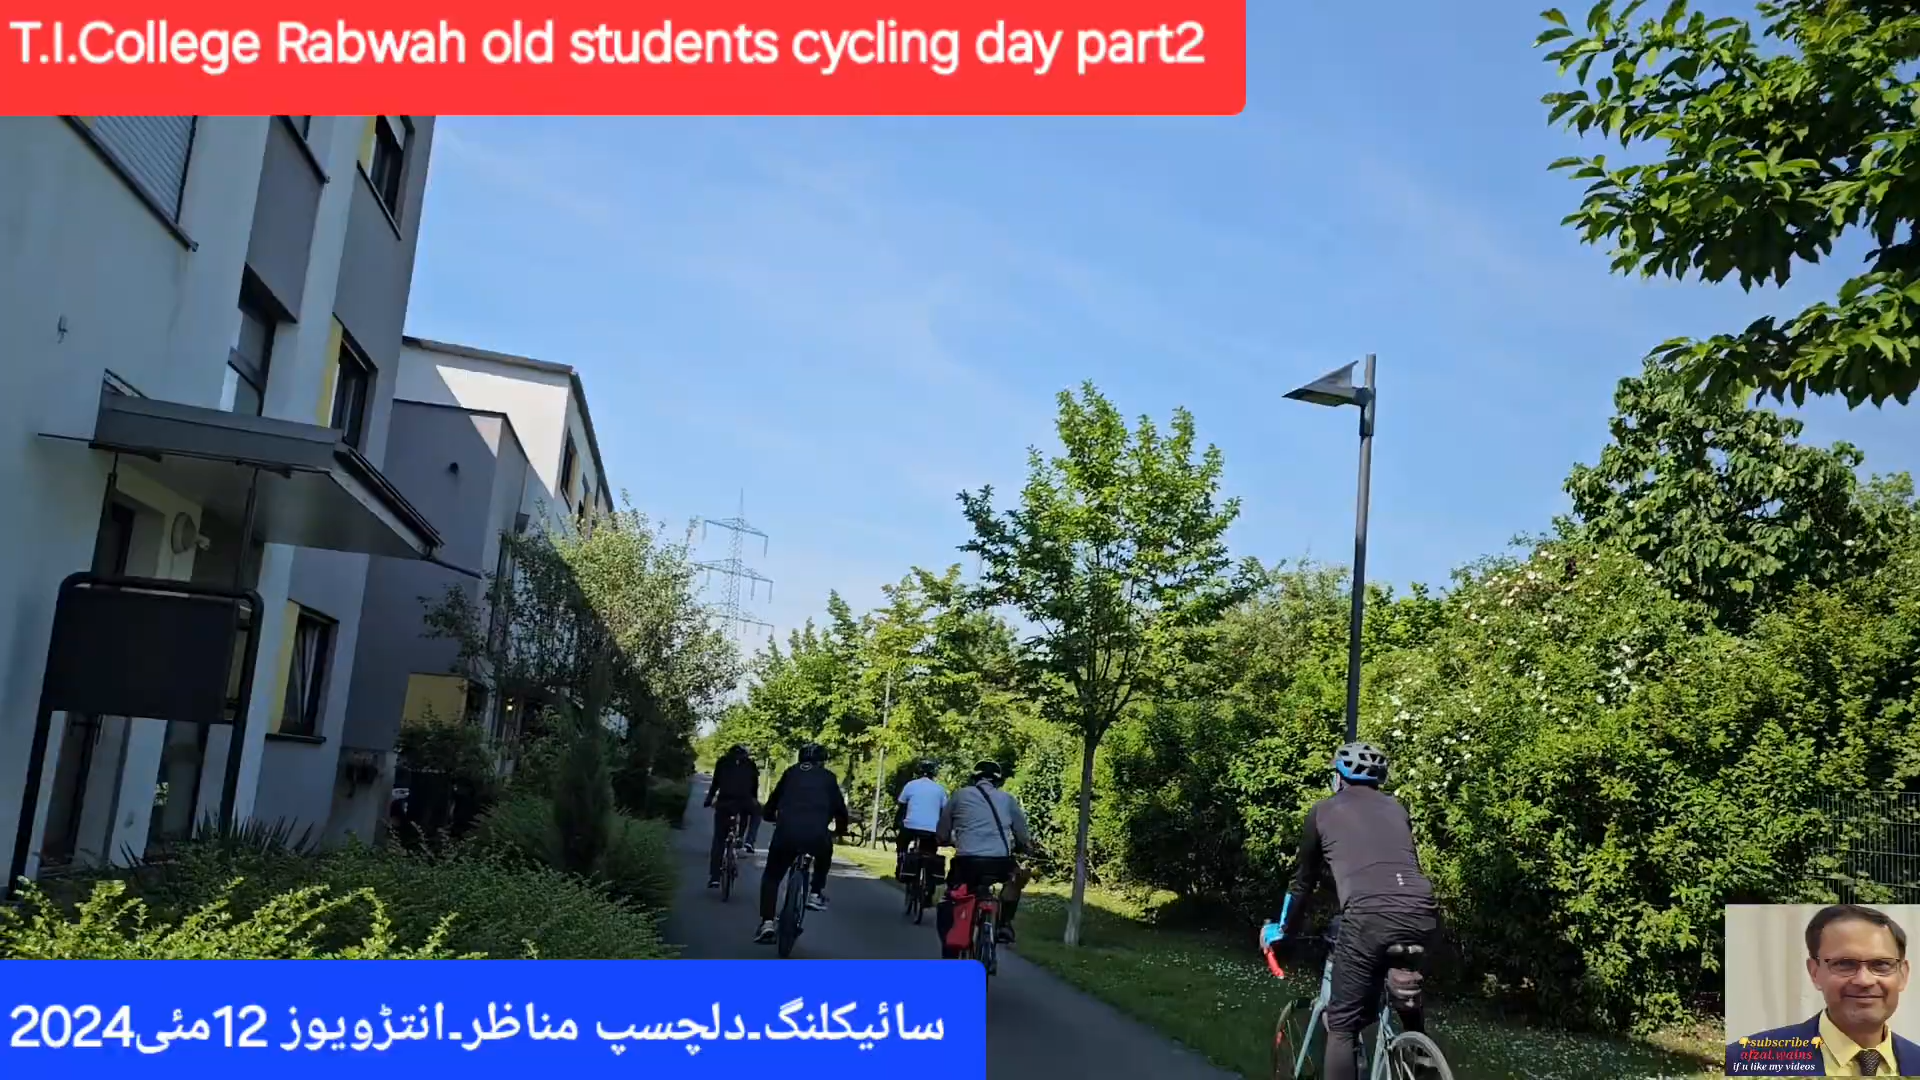 T.I.College Rabwah old students cycling day part2
سائیکلنگ۔دلچسپ مناظر۔انٹرویوز 12مئی2024
👇subscribe👇
afzal.wains
if u like my videos